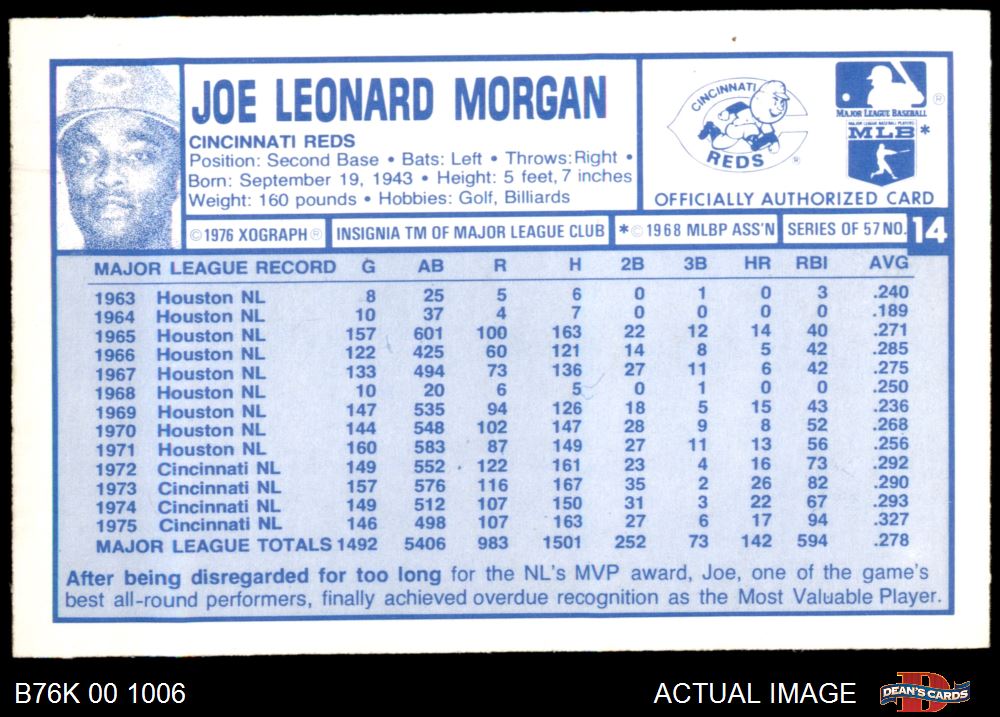 JOE LEONARD MORGAN
CINCINNATI REDS
Position: Second Base • Bats: Left • Throws: Right •
Born: September 19, 1943 • Height: 5 feet, 7 inches
Weight: 160 pounds • Hobbies: Golf, Billiards
CINCINNATI
REDS
®
MAJOR LEAGUE BASEBALL
®
MAJOR LEAGUE BASEBALL PLAYERS
MLB *
OFFICIALLY AUTHORIZED CARD
© 1976 XOGRAPH ® INSIGNIA TM OF MAJOR LEAGUE CLUB * © 1968 MLBP ASS'N SERIES OF 57 NO. 14
MAJOR LEAGUE RECORD G AB R H 2B 3B HR RBI AVG
1963 Houston NL 8 25 5 6 0 1 0 3 .240
1964 Houston NL 10 37 4 7 0 0 0 0 .189
1965 Houston NL 157 601 100 163 22 12 14 40 .271
1966 Houston NL 122 425 60 121 14 8 5 42 .285
1967 Houston NL 133 494 73 136 27 11 6 42 .275
1968 Houston NL 10 20 6 5 0 1 0 0 .250
1969 Houston NL 147 535 94 126 18 5 15 43 .236
1970 Houston NL 144 548 102 147 28 9 8 52 .268
1971 Houston NL 160 583 87 149 27 11 13 56 .256
1972 Cincinnati NL 149 552 122 161 23 4 16 73 .292
1973 Cincinnati NL 157 576 116 167 35 2 26 82 .290
1974 Cincinnati NL 149 512 107 150 31 3 22 67 .293
1975 Cincinnati NL 146 498 107 163 27 6 17 94 .327
MAJOR LEAGUE TOTALS 1492 5406 983 1501 252 73 142 594 .278
After being disregarded for too long for the NL's MVP award, Joe, one of the game's
best all-round performers, finally achieved overdue recognition as the Most Valuable Player.
B76K 00 1006
ACTUAL IMAGE
DEAN'S CARDS